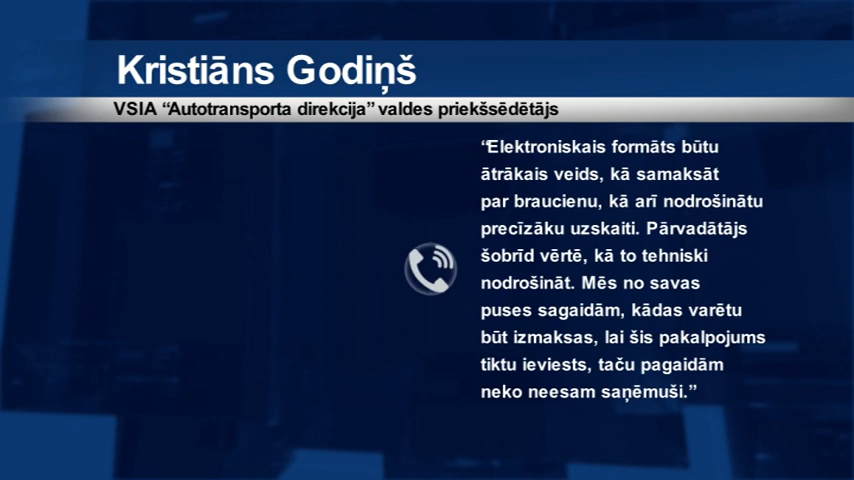 Kristiāns Godiņš
VSIA “Autotransporta direkcija” valdes priekšsēdētājs
“Elektroniskais formāts būtu
ātrākais veids, kā samaksāt
par braucienu, kā arī nodrošinātu
precīzāku uzskaiti. Pārvadātājs
šobrīd vērtē, kā to tehniski
nodrošināt. Mēs no savas
puses sagaidām, kādas varētu
būt izmaksas, lai šis pakalpojums
tiktu ieviests, taču pagaidām
neko neesam saņēmuši.”